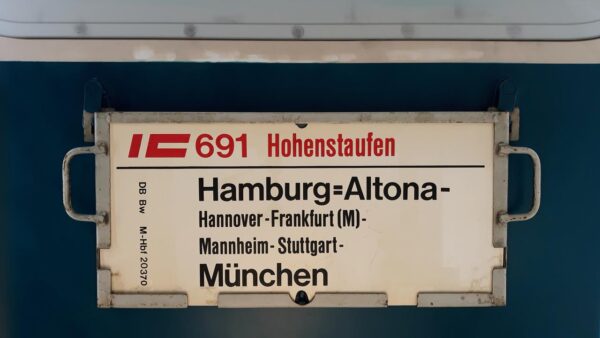 IC 691 Hohenstaufen
Hamburg=Altona-
Hannover-Frankfurt (M)-
Mannheim-Stuttgart-
München
DB Bw M-Hbf 20370